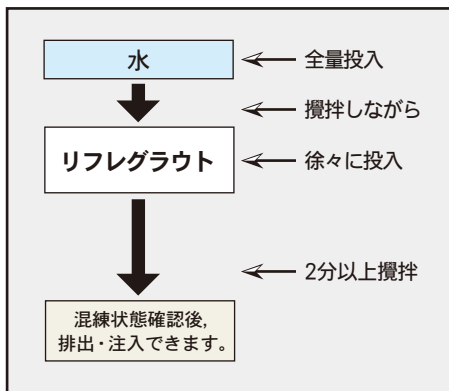 水
全量投入
攪拌しながら
リフレグラウト
徐々に投入
2分以上攪拌
混練状態確認後,
排出・注入できます。